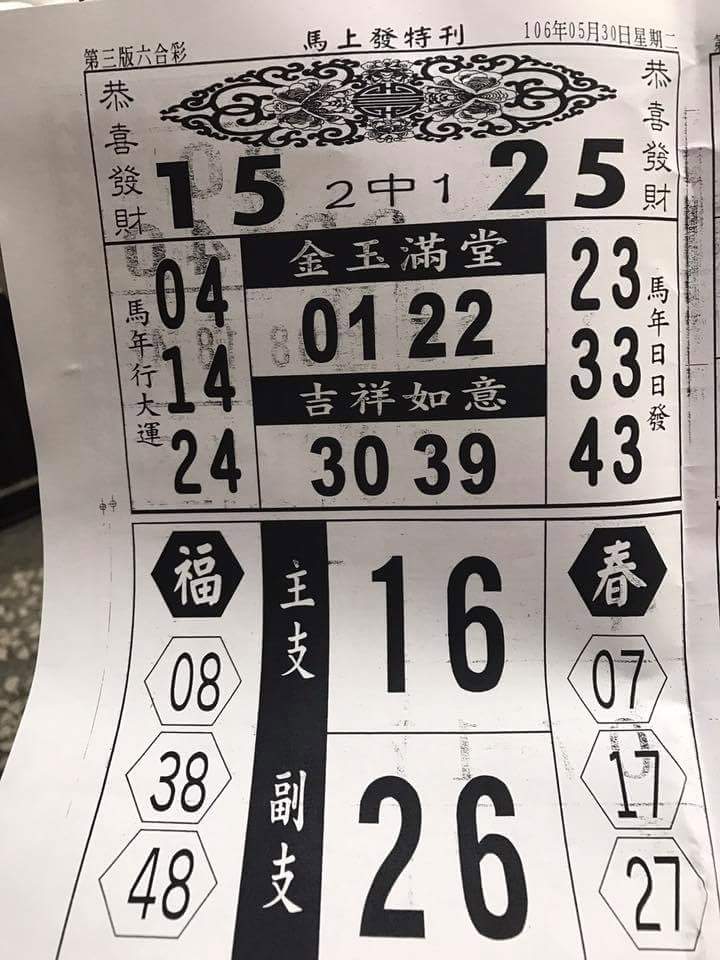 第三版六合彩
馬上發特刊
106年05月30日星期二
恭喜發財
15
2中1
25
恭喜發財
馬年行大運
04
14
24
金玉滿堂
01 22
吉祥如意
30 39
23
33
43
馬年日日發
福
08
38
48
主支
16
副支
26
春
07
17
27